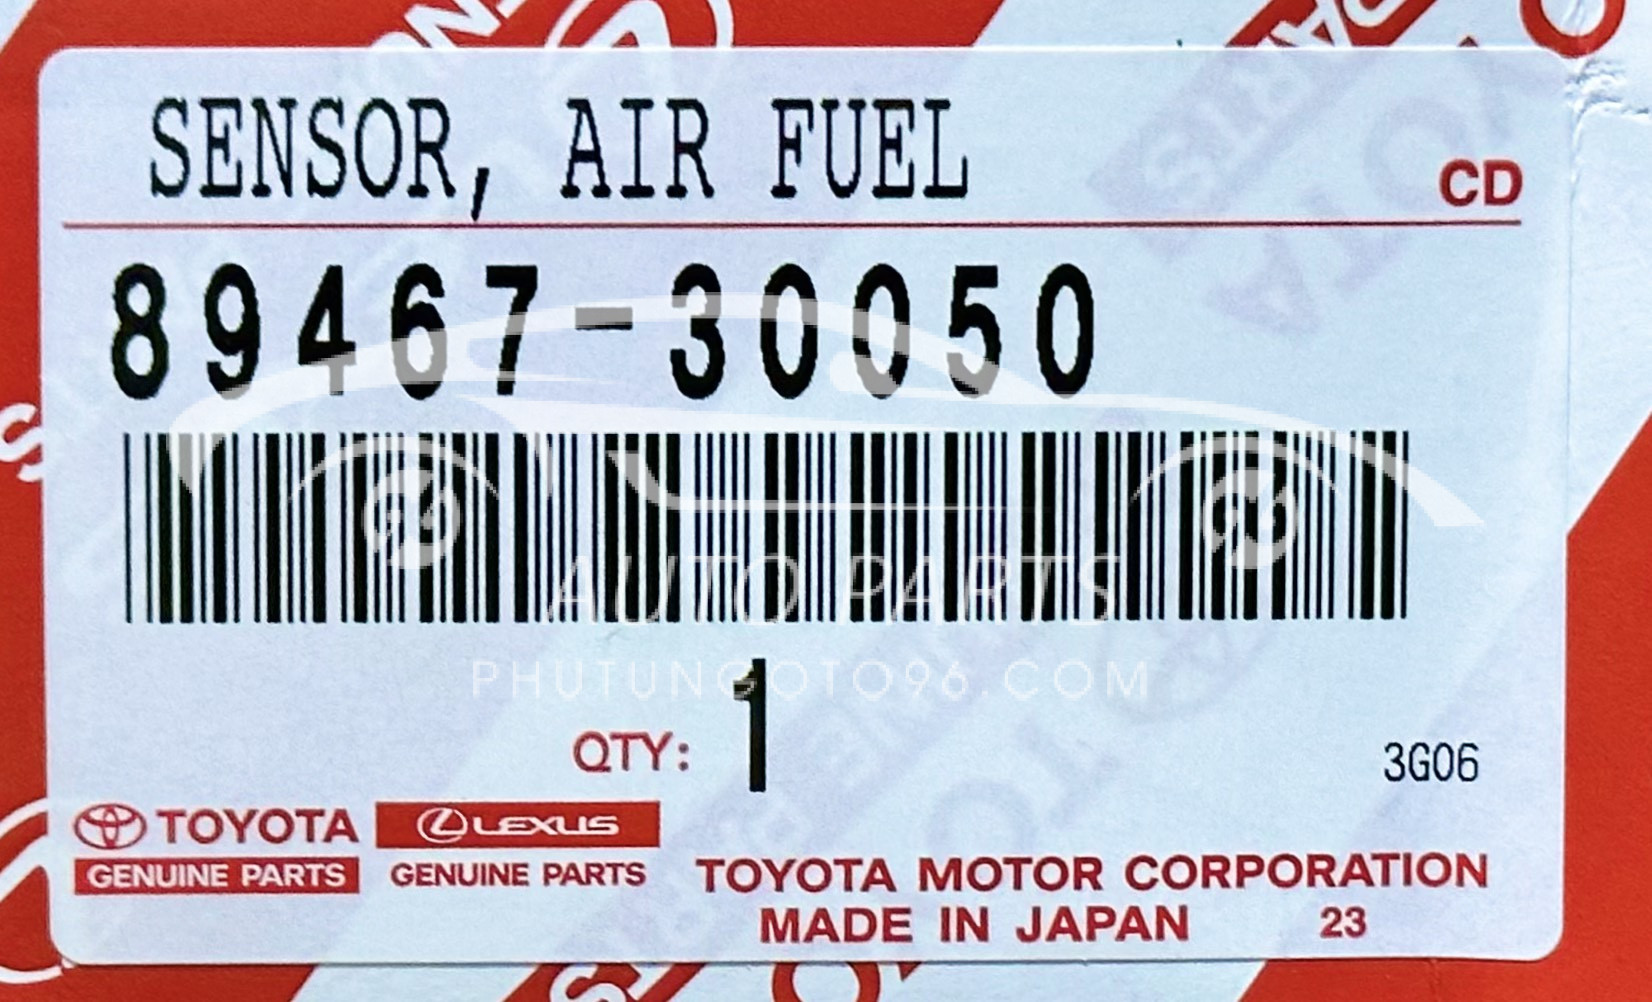 SENSOR, AIR FUEL
CD
89467-30050
AUTO PARTS
PHUTUNGOTO96.COM
QTY: 1
3G06
TOYOTA LEXUS
GENUINE PARTS GENUINE PARTS
TOYOTA MOTOR CORPORATION
MADE IN JAPAN 23